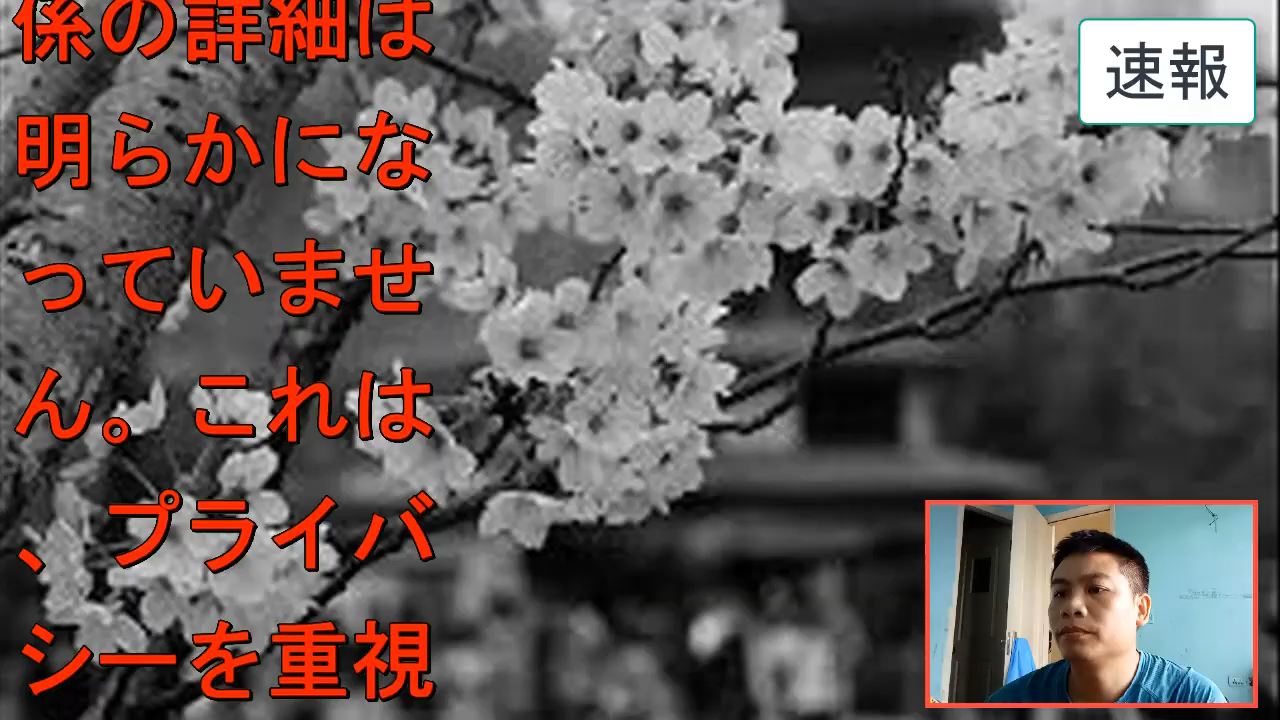 係の詳細は
明らかにな
っていませ
ん。これは
、プライバ
シーを重視
速報